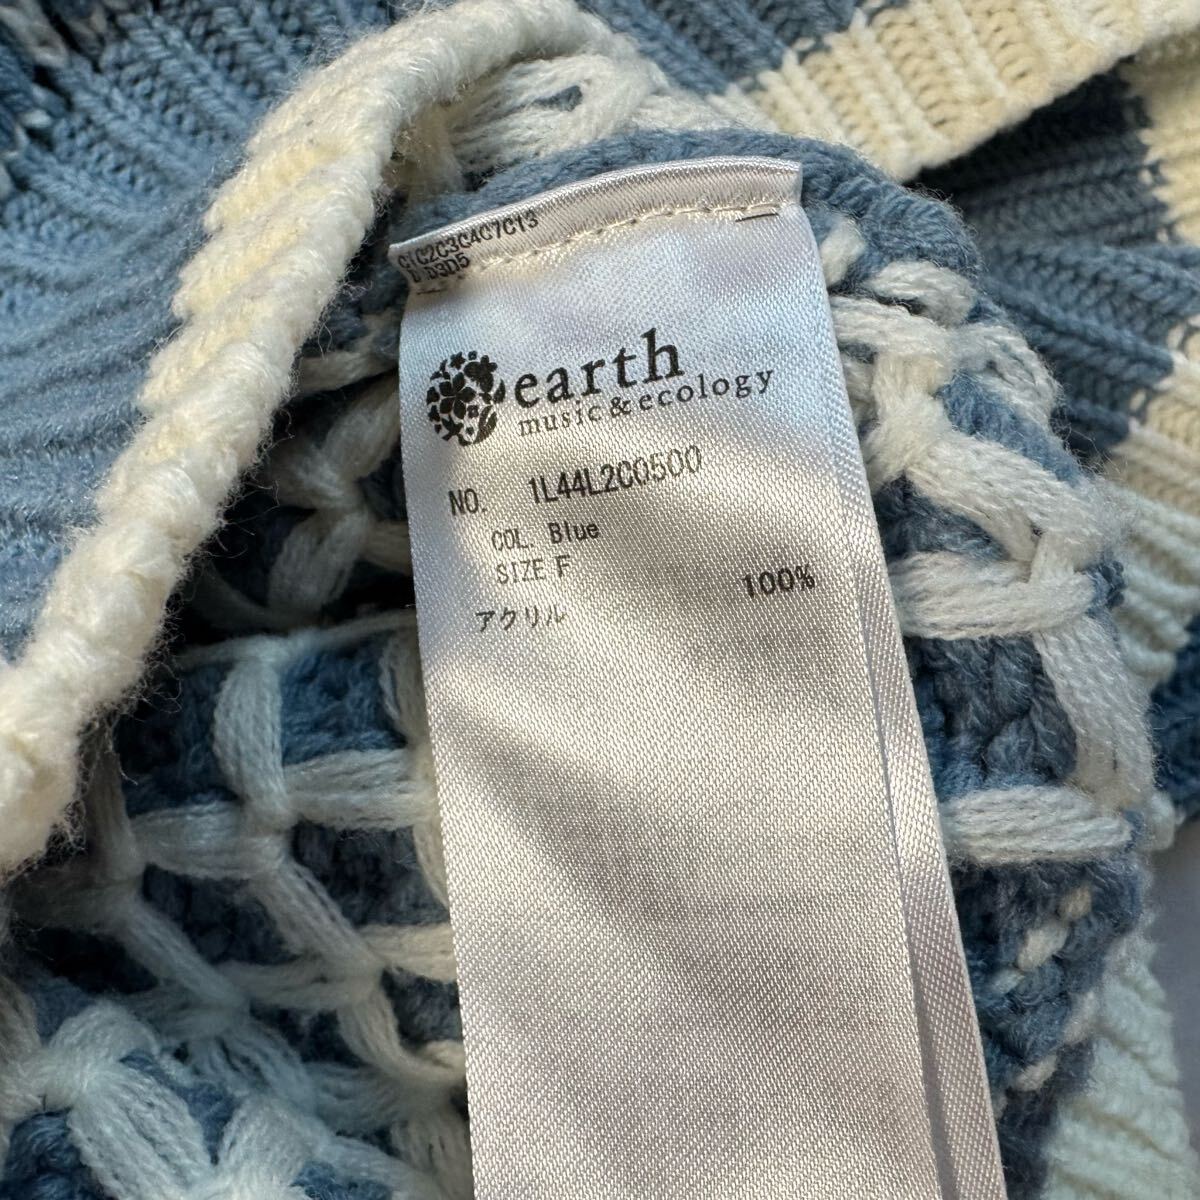 C1C2C3C4C7C13
D3D5
earth
music & ecology
NO. 1L44L2C0500
COL. Blue
SIZE F
アクリル 100%